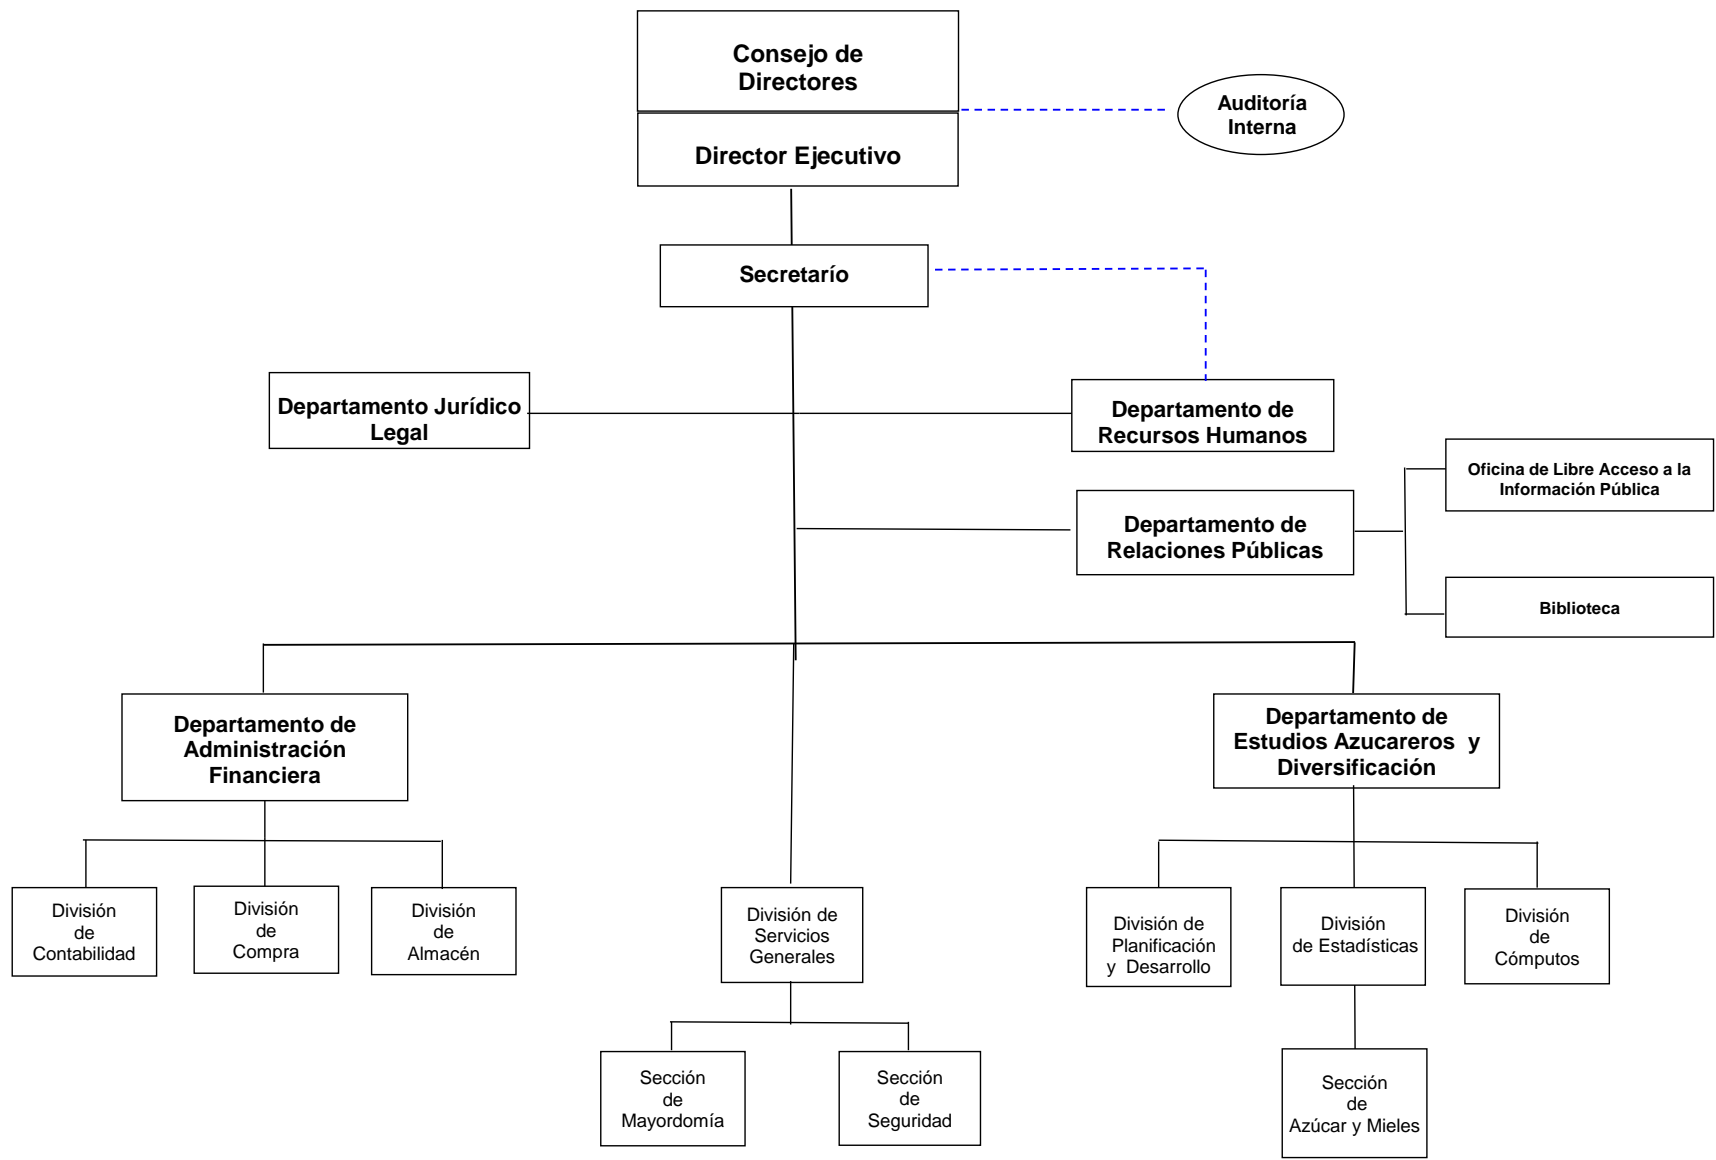 Consejo de
Directores
Auditoría
Interna
Director Ejecutivo
Secretarío
Departamento Jurídico
Legal
Departamento de
Recursos Humanos
Oficina de Libre Acceso a la
Información Pública
Departamento de
Relaciones Públicas
Biblioteca
Departamento de
Administración
Financiera
Departamento de
Estudios Azucareros y
Diversificación
División
de
Contabilidad
División
de
Compra
División
de
Almacén
División de
Servicios
Generales
División de
Planificación
y Desarrollo
División
de Estadísticas
División
de
Cómputos
Sección
de
Mayordomía
Sección
de
Seguridad
Sección
de
Azúcar y Mieles